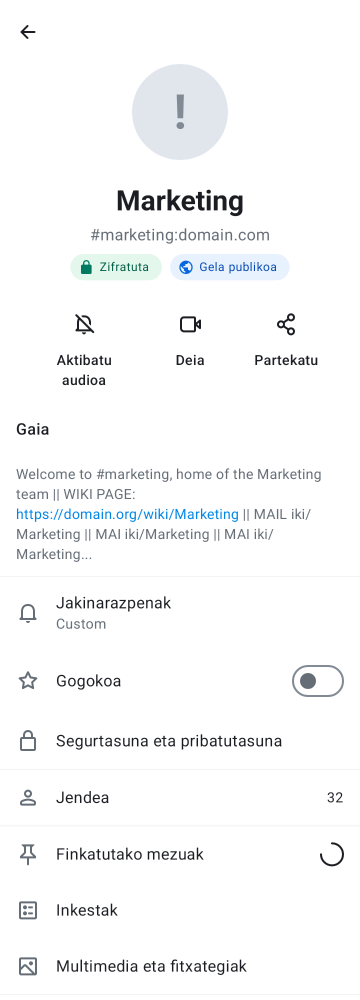 !
Marketing
#marketing:domain.com
Zifratuta
Gela publikoa
Aktibatu
audioa
Deia
Partekatu
Gaia
Welcome to #marketing, home of the Marketing
team || WIKI PAGE:
https://domain.org/wiki/Marketing || MAIL iki/
Marketing || MAI iki/Marketing || MAI iki/
Marketing...
Jakinarazpenak
Custom
Gogokoa
Segurtasuna eta pribatutasuna
Jendea 32
Finkatutako mezuak
Inkestak
Multimedia eta fitxategiak